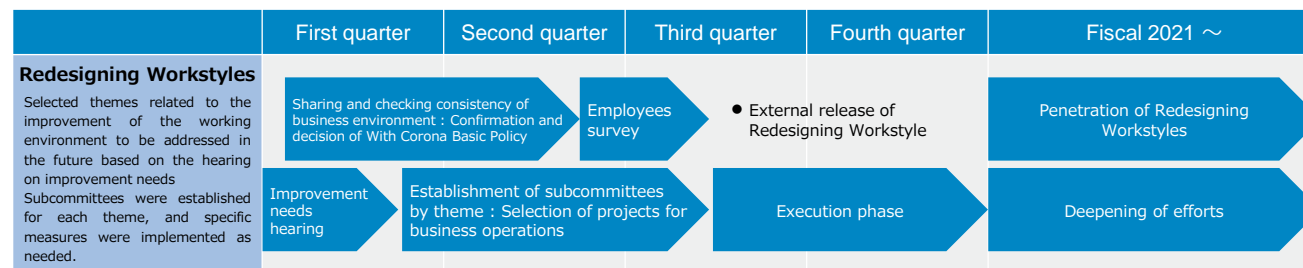 First quarter
Second quarter
Third quarter
Fourth quarter
Fiscal 2021 ～
Redesigning Workstyles
Selected themes related to the
improvement of the working
environment to be addressed in
the future based on the hearing
on improvement needs
Subcommittees were established
for each theme, and specific
measures were implemented as
needed.
Sharing and checking consistency of
business environment : Confirmation and
decision of With Corona Basic Policy
Employees
survey
● External release of
Redesigning Workstyle
Penetration of Redesigning
Workstyles
Improvement
needs
hearing
Establishment of subcommittees
by theme : Selection of projects for
business operations
Execution phase
Deepening of efforts